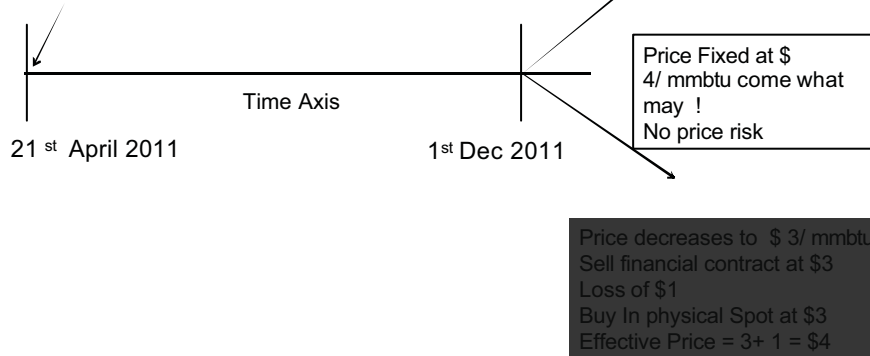 Price Fixed at $
4/ mmbtu come what
may !
No price risk
Time Axis
21 st April 2011
1st Dec 2011
Price decreases to $ 3/ mmbtu
Sell financial contract at $3
Loss of $1
Buy In physical Spot at $3
Effective Price = 3+ 1 = $4